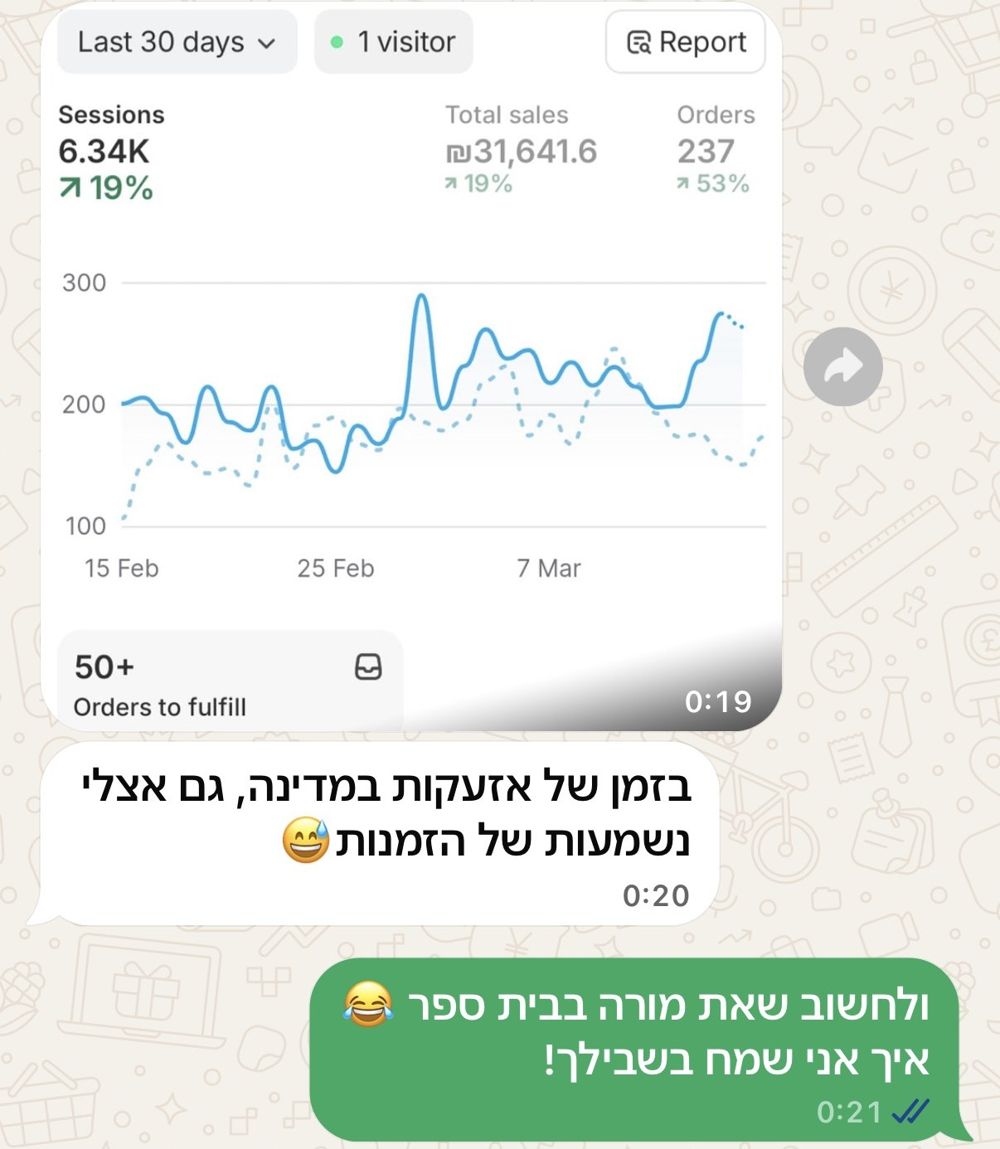 Last 30 days
1 visitor
Report
Sessions
Total sales
Orders
6.34K
₪31,641.6
237
19%
19%
53%
300
200
100
15 Feb
25 Feb
7 Mar
50+
Orders to fulfill
0:19
בזמן של אזעקות במדינה, גם אצלי
נשמעות של הזמנות😅
0:20
ולחשוב שאת מורה בבית ספר 😂
איך אני שמח בשבילך!
0:21